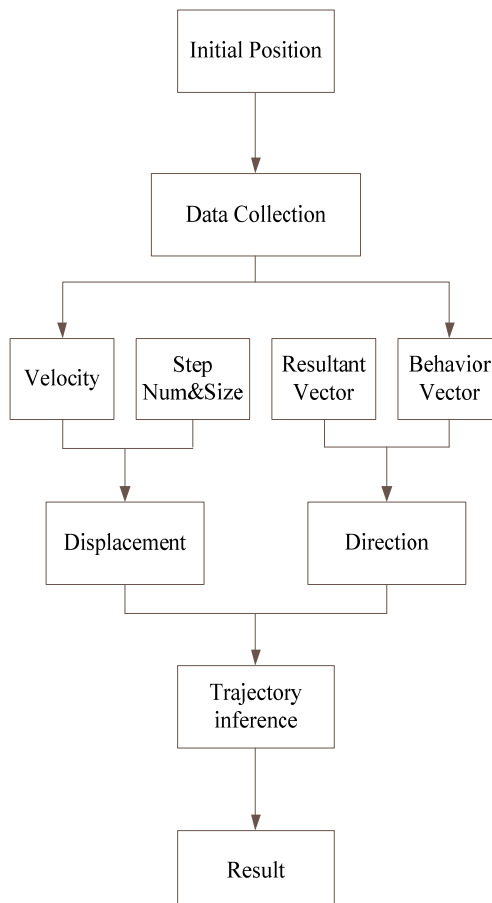 Initial Position
Data Collection
Velocity
Step
Num&Size
Resultant
Vector
Behavior
Vector
Displacement
Direction
Trajectory
inference
Result